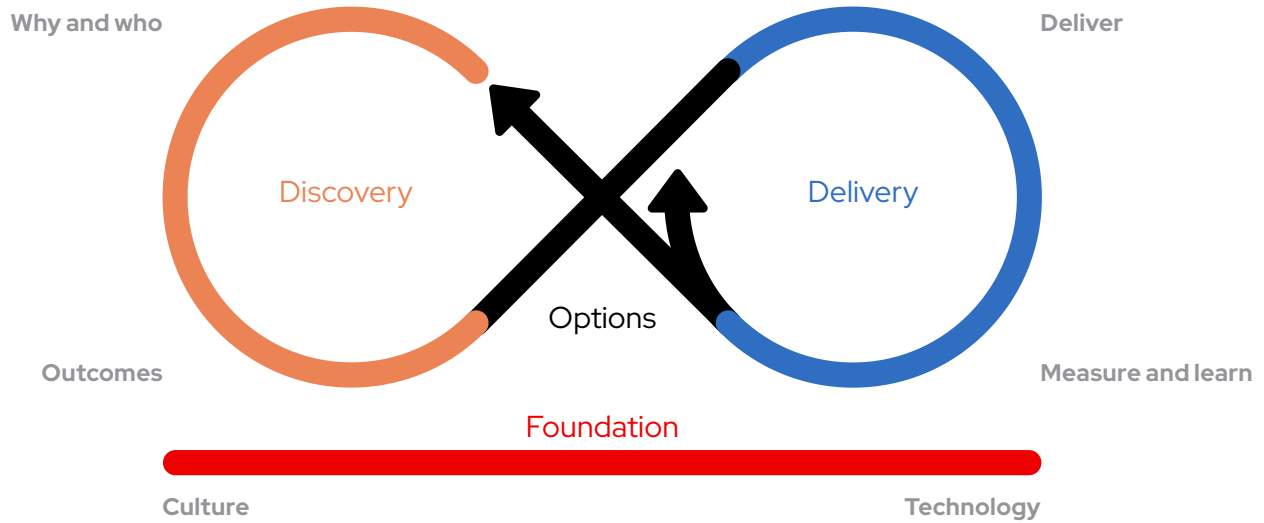 Why and who
Deliver
Discovery
Delivery
Options
Outcomes
Measure and learn
Foundation
Culture
Technology